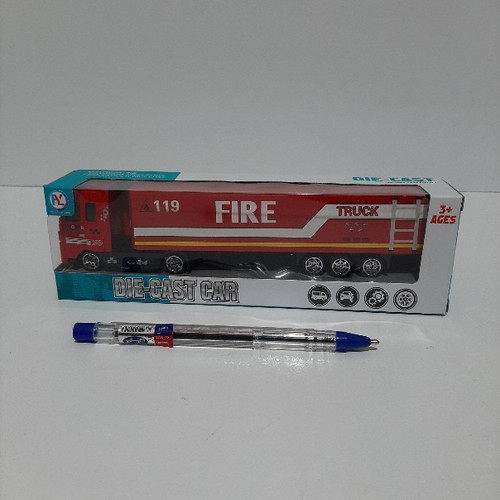 DIE-CAST
3+
AGES
119
FIRE
TRUCK
DIE-CAST CAR